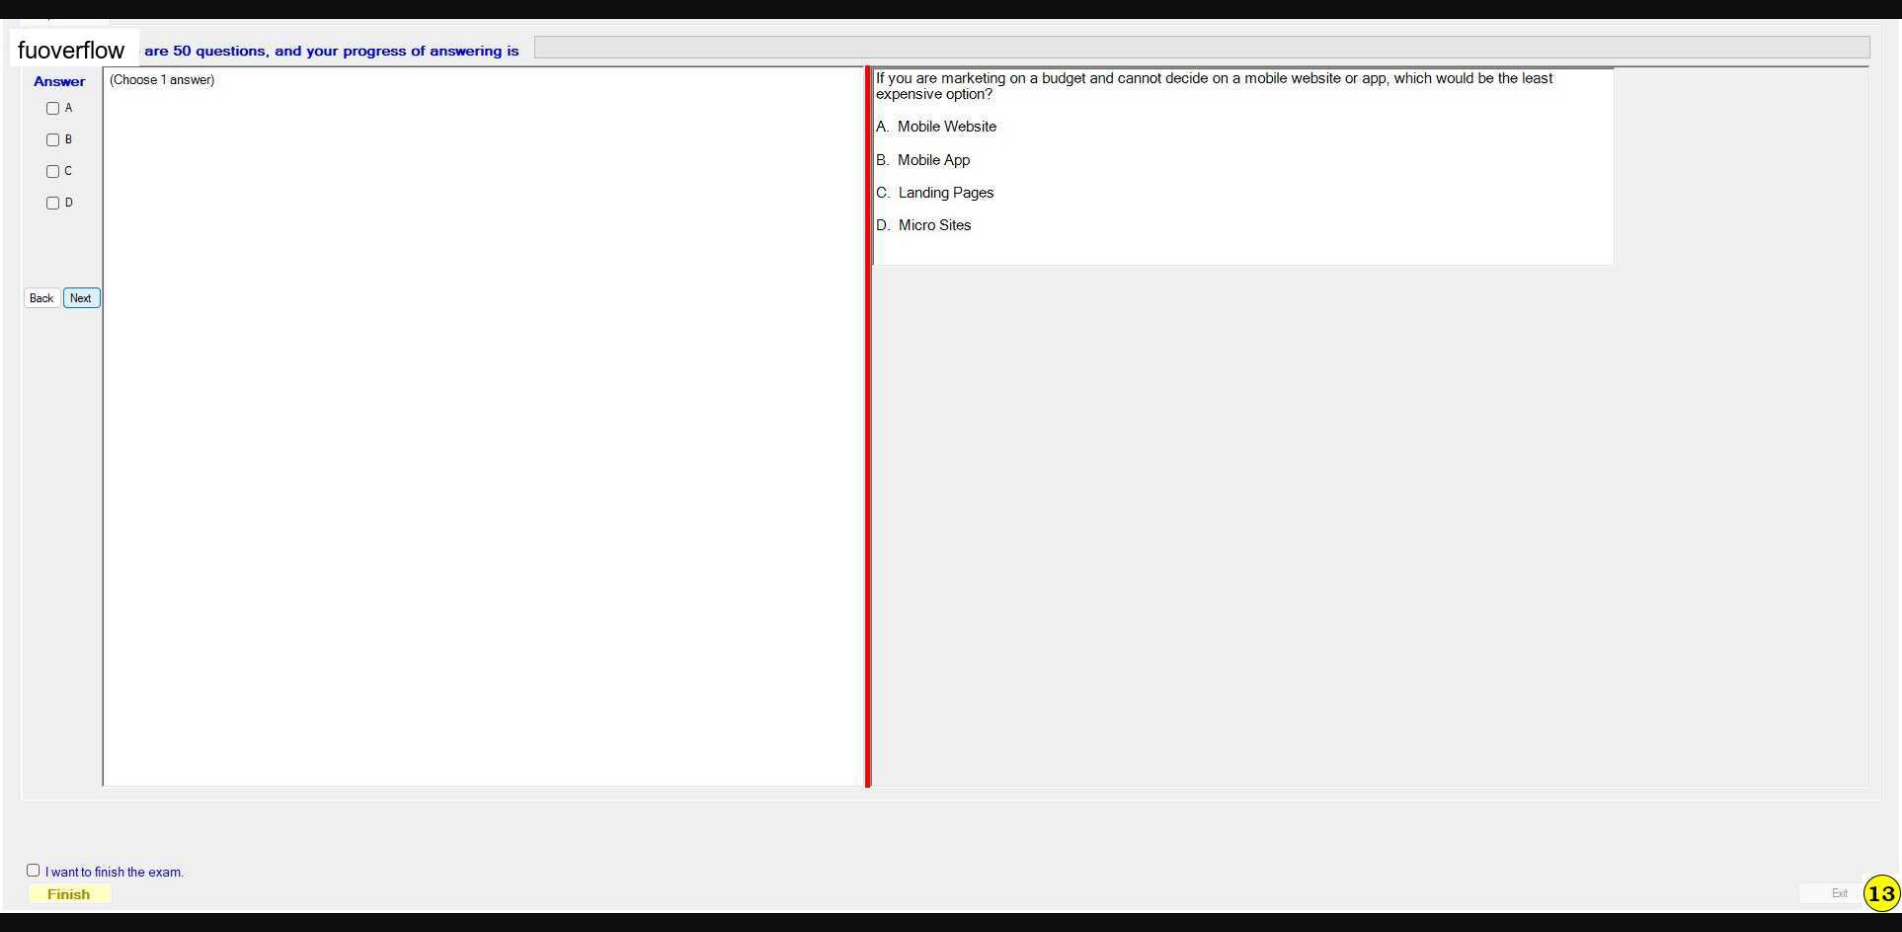 fuoverflow are 50 questions, and your progress of answering is
Answer
(Choose 1 answer)
A
B
C
D
Back Next
If you are marketing on a budget and cannot decide on a mobile website or app, which would be the least
expensive option?
A. Mobile Website
B. Mobile App
C. Landing Pages
D. Micro Sites
I want to finish the exam.
Finish
Exit
13